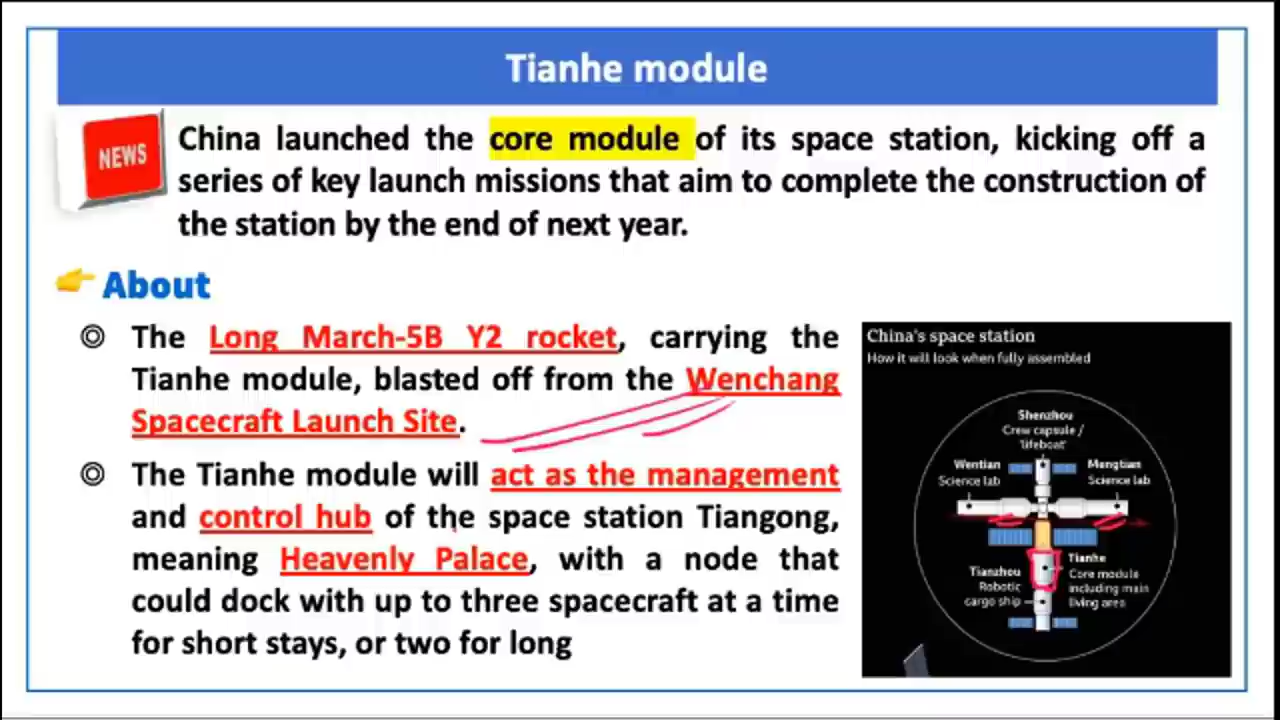 Tianhe module
NEWS
China launched the core module of its space station, kicking off a
series of key launch missions that aim to complete the construction of
the station by the end of next year.
About
The Long March-5B Y2 rocket, carrying the
Tianhe module, blasted off from the Wenchang
Spacecraft Launch Site.
The Tianhe module will act as the management
and control hub of the space station Tiangong,
meaning Heavenly Palace, with a node that
could dock with up to three spacecraft at a time
for short stays, or two for long
China's space station
How it will look when fully assembled
Shenzhou
Crew capsule /
'lifeboat'
Wentian
Science lab
Mengtian
Science lab
Tianzhou
Robotic
cargo ship
Tianhe
Core module
including main
living area